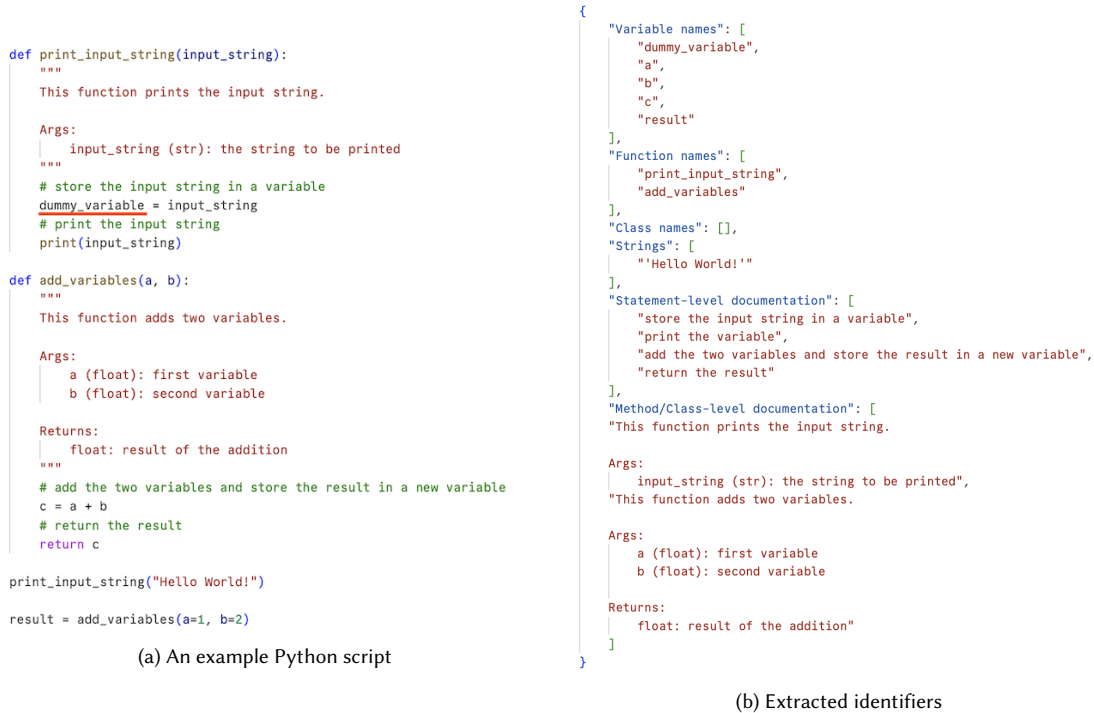 def print_input_string(input_string):
"""
This function prints the input string.
Args:
input_string (str): the string to be printed
"""
# store the input string in a variable
dummy_variable = input_string
# print the input string
print(input_string)
def add_variables(a, b):
"""
This function adds two variables.
Args:
a (float): first variable
b (float): second variable
Returns:
float: result of the addition
"""
# add the two variables and store the result in a new variable
c = a + b
# return the result
return c
print_input_string("Hello World!")
result = add_variables(a=1, b=2)
(a) An example Python script
{
"Variable names": [
"dummy_variable",
"a",
"b",
"c",
"result"
],
"Function names": [
"print_input_string",
"add_variables"
],
"Class names": [],
"Strings": [
"'Hello World!'"
],
"Statement-level documentation": [
"store the input string in a variable",
"print the variable",
"add the two variables and store the result in a new variable",
"return the result"
],
"Method/Class-level documentation": [
"This function prints the input string.
Args:
input_string (str): the string to be printed",
"This function adds two variables.
Args:
a (float): first variable
b (float): second variable
Returns:
float: result of the addition"
]
}
(b) Extracted identifiers